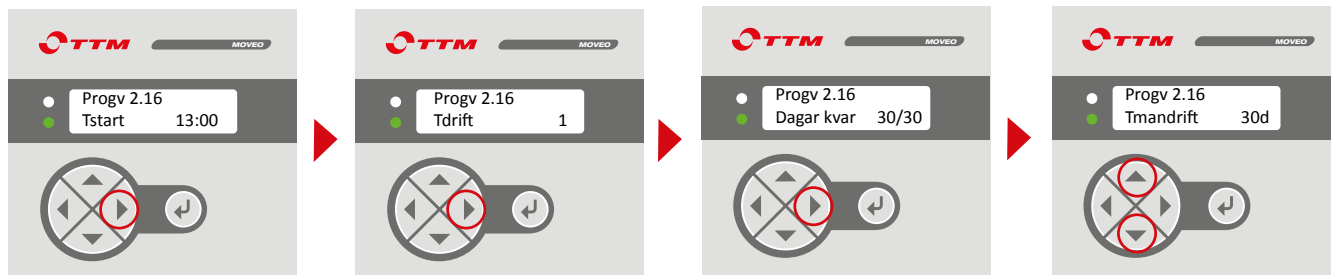 TTM MOVEO
Progv 2.16
Tstart 13:00
TTM MOVEO
Progv 2.16
Tdrift 1
TTM MOVEO
Progv 2.16
Dagar kvar 30/30
TTM MOVEO
Progv 2.16
Tmandrift 30d